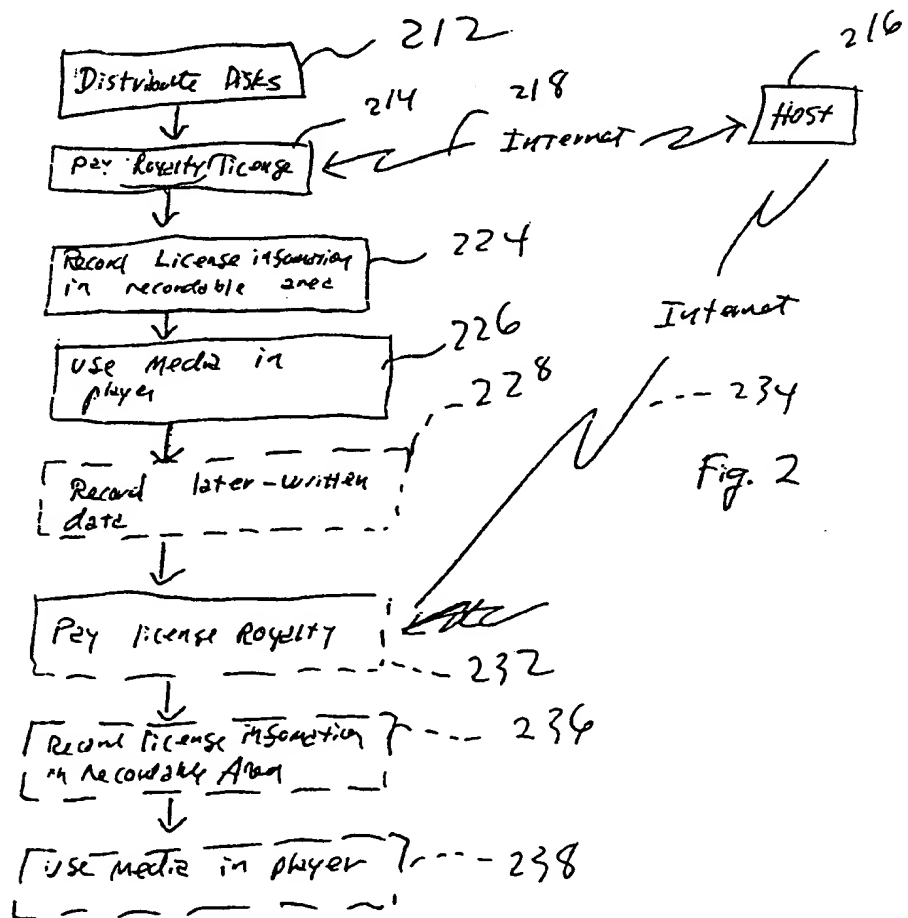 212
216
Distribute Disks
214
218
Host
Internet
Pay Royalty license
224
Record License information
in recordable area
Internet
226
Use Media in
player
228
234
Fig. 2
Record later-written
data
Pay license Royalty
232
Record license information
in recordable Area
236
Use Media in player
238